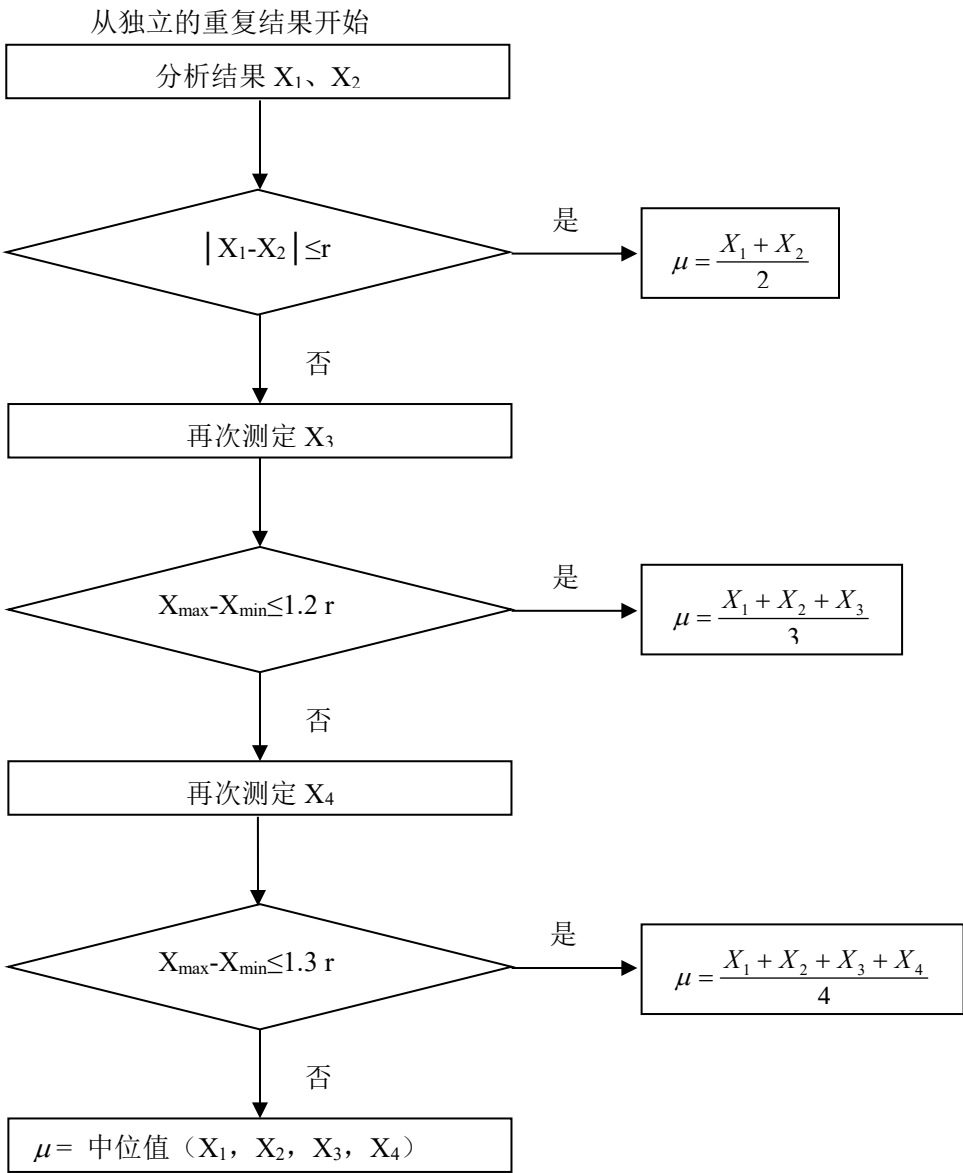 从独立的重复结果开始
分析结果 X₁、X₂
|X₁-X₂|≤r
是
μ = (X₁ + X₂)/2
否
再次测定 X₃
Xmax-Xmin≤1.2 r
是
μ = (X₁ + X₂ + X₃)/3
否
再次测定 X₄
Xmax-Xmin≤1.3 r
是
μ = (X₁ + X₂ + X₃ + X₄)/4
否
μ = 中位值（X₁，X₂，X₃，X₄）